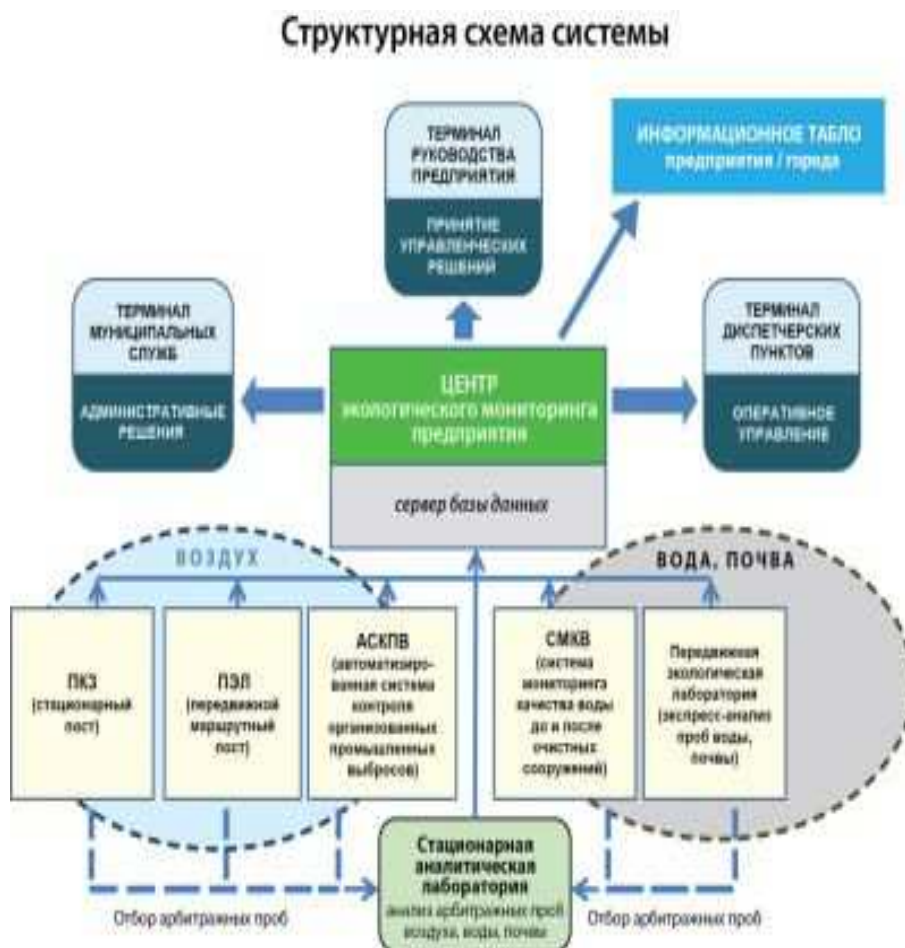 Структурная схема системы
ТЕРМИНАЛ
РУКОВОДСТВА
ПРЕДПРИЯТИЯ
ПРИНЯТИЕ
УПРАВЛЕНЧЕСКИХ
РЕШЕНИЙ
ИНФОРМАЦИОННОЕ ТАБЛО
предприятия / города
ТЕРМИНАЛ
МУНИЦИПАЛЬНЫХ
СЛУЖБ
АДМИНИСТРАТИВНЫЕ
РЕШЕНИЯ
ЦЕНТР
экологического мониторинга
предприятия
сервер базы данных
ТЕРМИНАЛ
ДИСПЕТЧЕРСКИХ
ПУНКТОВ
ОПЕРАТИВНОЕ
УПРАВЛЕНИЕ
ВОЗДУХ
ВОДА, ПОЧВА
ПКЗ
(стационарный
пост)
ПЭЛ
(передвижной
маршрутный
пост)
АСКПВ
(автоматизиро-
ванная система
контроля
организованных
промышленных
выбросов)
СМКВ
(система
мониторинга
качества воды
до и после
очистных
сооружений)
Передвижная
экологическая
лаборатория
(экспресс-анализ
проб воды,
почвы)
Отбор арбитражных проб
Стационарная
аналитическая
лаборатория
анализ арбитражных проб
воздуха, воды, почвы
Отбор арбитражных проб